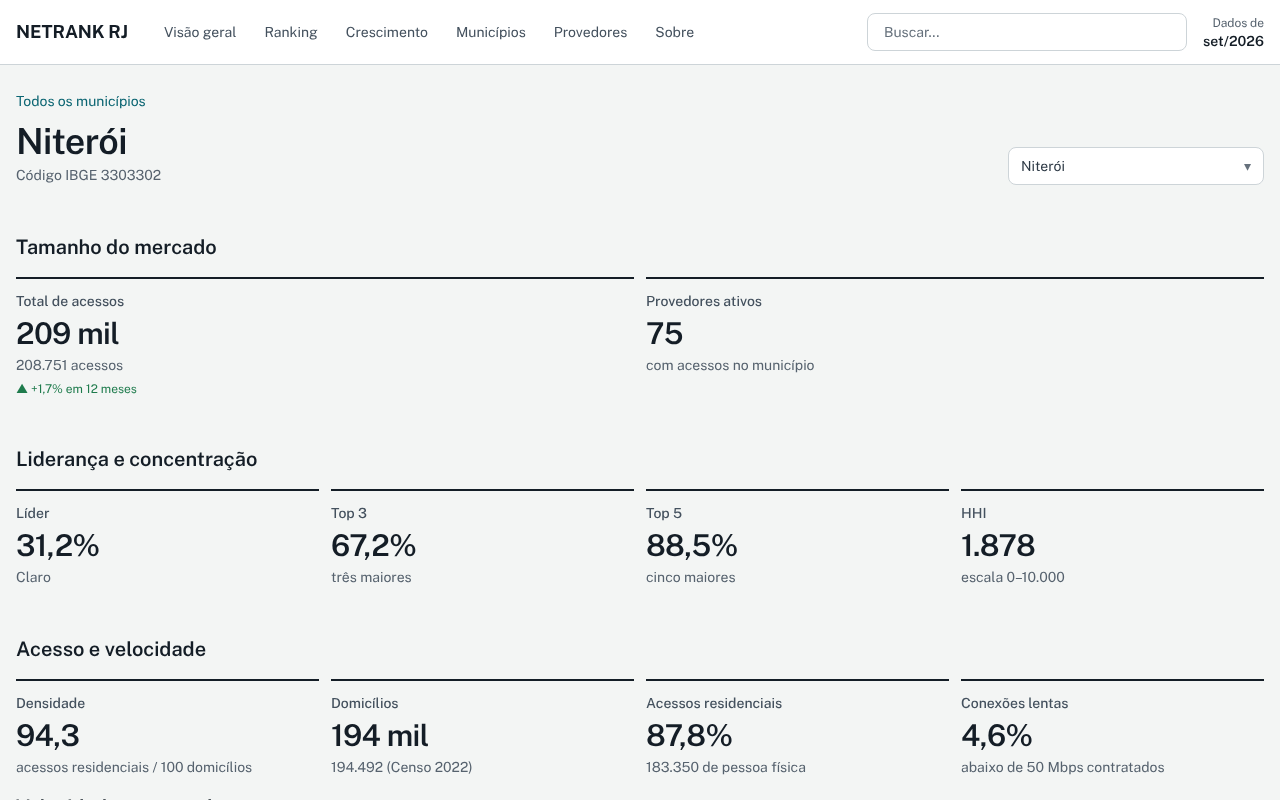 NETRANK RJ
Visão geral
Ranking
Crescimento
Municípios
Provedores
Sobre
Buscar...
Dados de
set/2026
Todos os municípios
Niterói
Código IBGE 3303302
Niterói
Tamanho do mercado
Total de acessos
209 mil
208.751 acessos
▲ +1,7% em 12 meses
Provedores ativos
75
com acessos no município
Liderança e concentração
Líder
31,2%
Claro
Top 3
67,2%
três maiores
Top 5
88,5%
cinco maiores
HHI
1.878
escala 0–10.000
Acesso e velocidade
Densidade
94,3
acessos residenciais / 100 domicílios
Domicílios
194 mil
194.492 (Censo 2022)
Acessos residenciais
87,8%
183.350 de pessoa física
Conexões lentas
4,6%
abaixo de 50 Mbps contratados